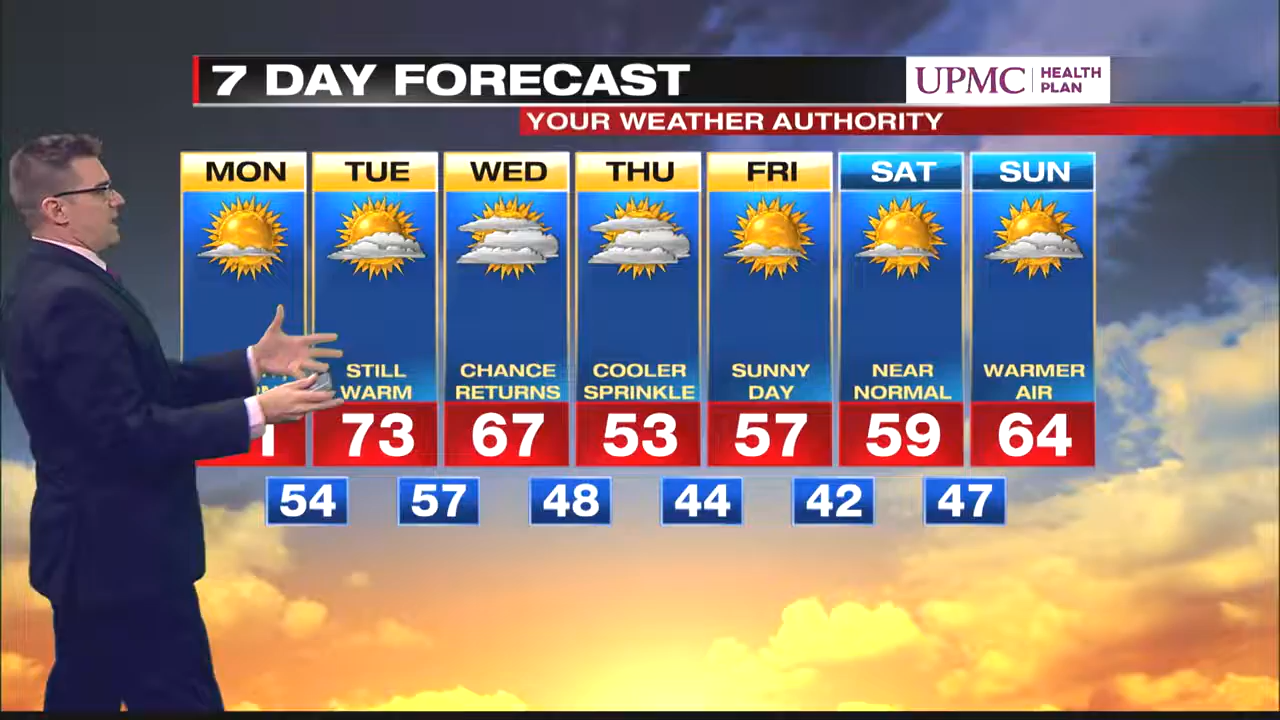 7 DAY FORECAST
UPMC HEALTH PLAN
YOUR WEATHER AUTHORITY
MON TUE WED THU FRI SAT SUN
STILL CHANCE COOLER SUNNY NEAR WARMER
WARM RETURNS SPRINKLE DAY NORMAL AIR
73 67 53 57 59 64
54 57 48 44 42 47